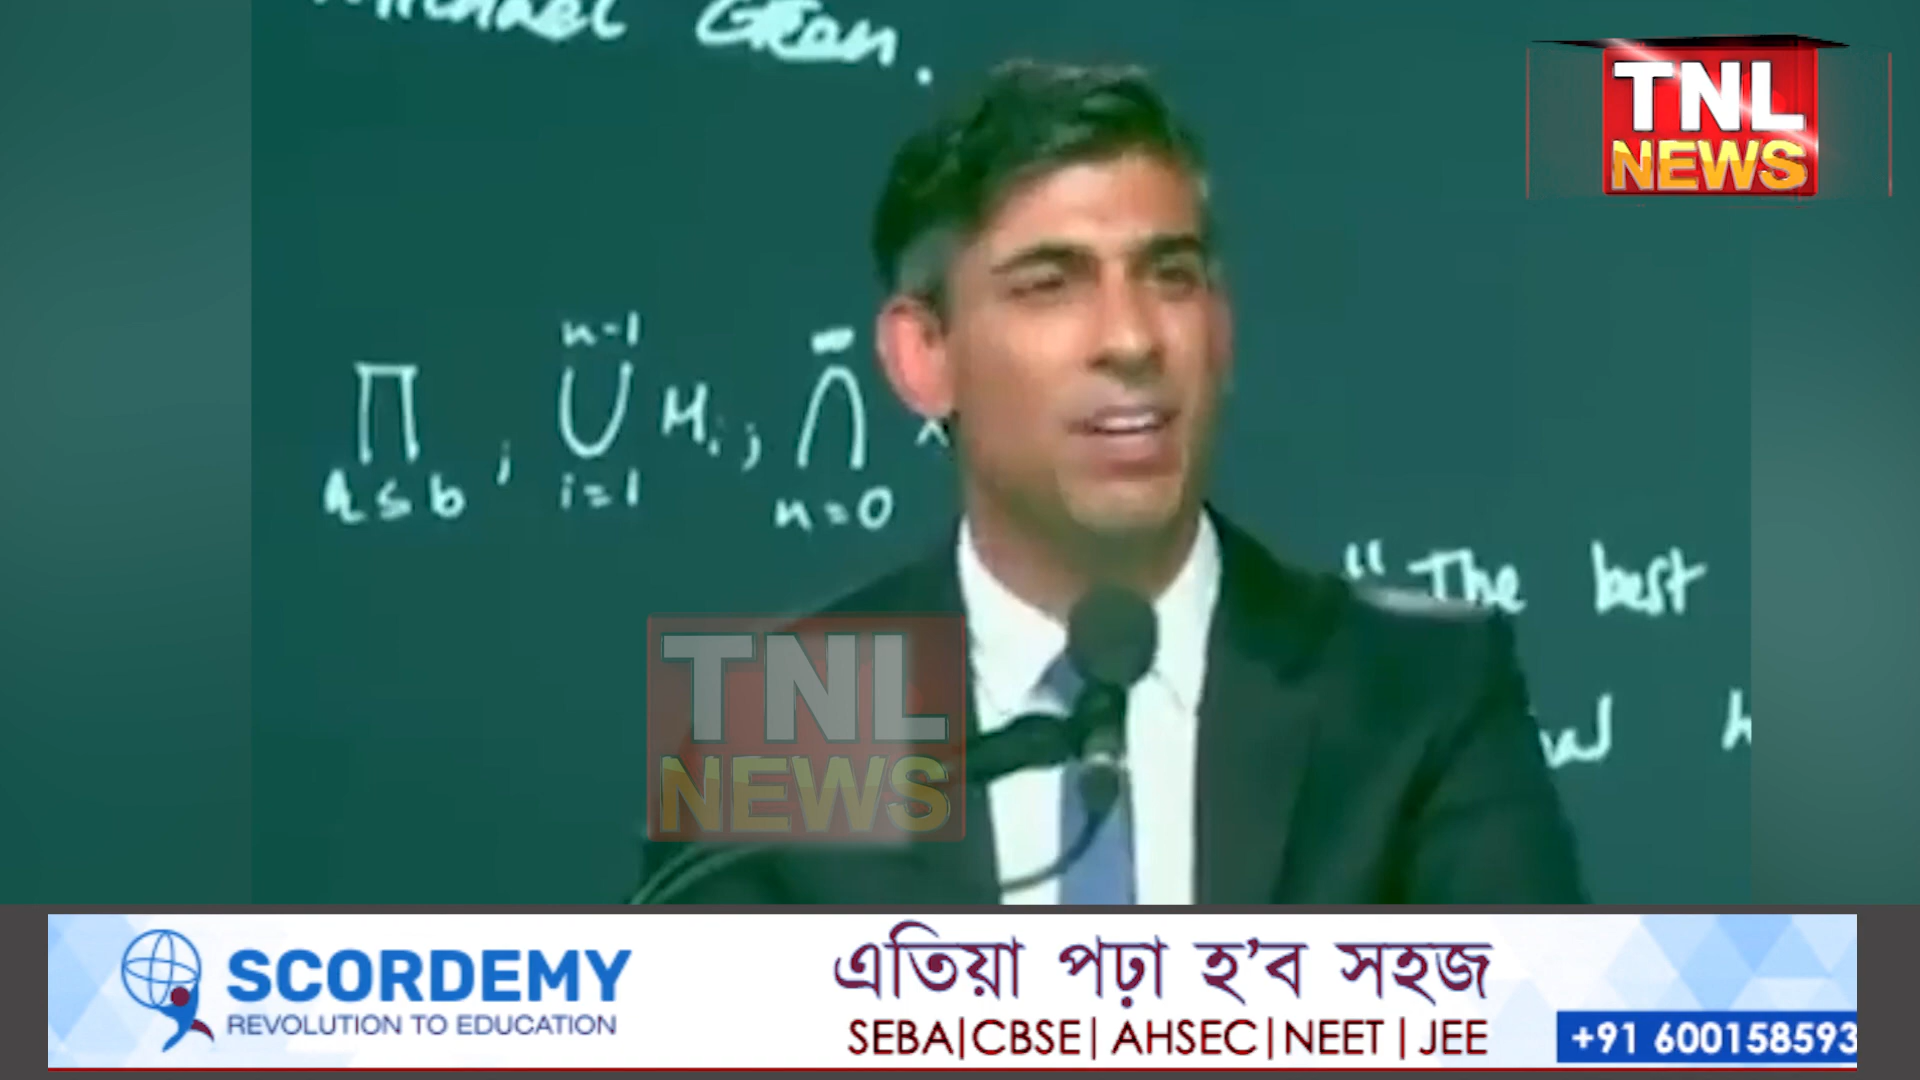 Michael Gran.
TNL
NEWS
n-1
∏ , ⋃ Mᵢ ; ⋂
a≤b i=1 n=0
"The best
TNL
NEWS
SCORDEMY
REVOLUTION TO EDUCATION
এতিয়া পঢ়া হ'ব সহজ
SEBA|CBSE| AHSEC|NEET | JEE
+91 600158593